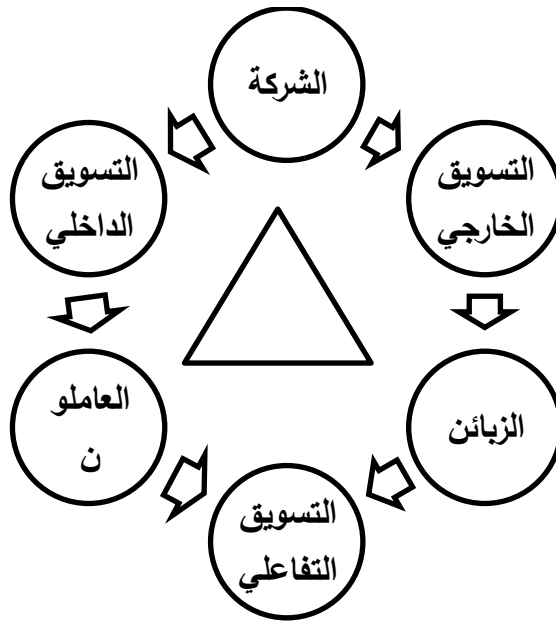 الشركة
التسويق
الخارجي
التسويق
الداخلي
الزبائن
العاملو
ن
التسويق
التفاعلي